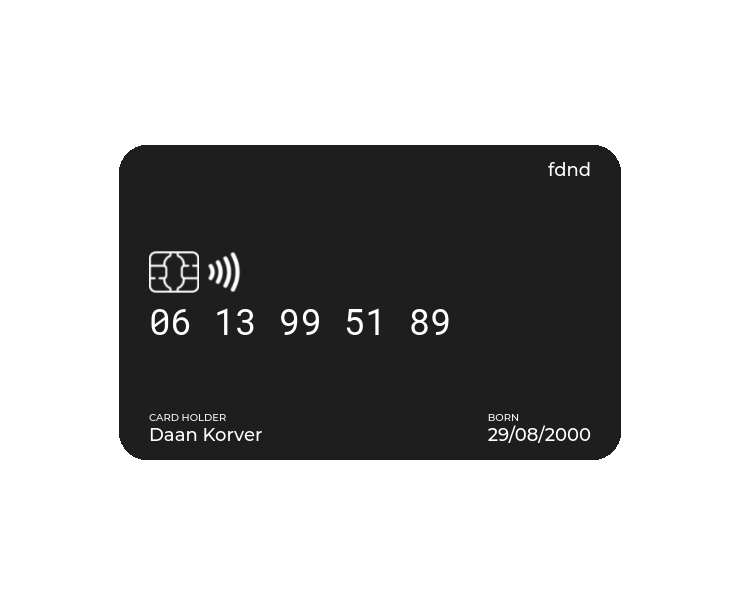 fdnd
06 13 99 51 89
CARD HOLDER
Daan Korver
BORN
29/08/2000